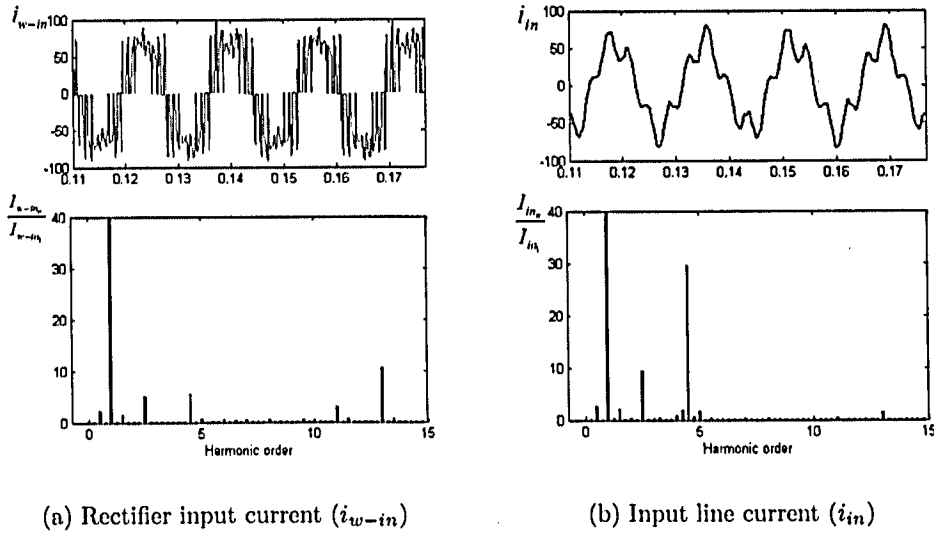 i_{w-in}
100
50
0
-50
-100
0.11 0.12 0.13 0.14 0.15 0.16 0.17
i_{in}
100
50
0
-50
-100
0.11 0.12 0.13 0.14 0.15 0.16 0.17
I_{w-in_n}
I_{w-in_1}
40
30
20
10
0
0 5 10 15
Harmonic order
I_{in_n}
I_{in_1}
40
30
20
10
0
0 5 10 15
Harmonic order
(a) Rectifier input current (i_{w-in})
(b) Input line current (i_{in})